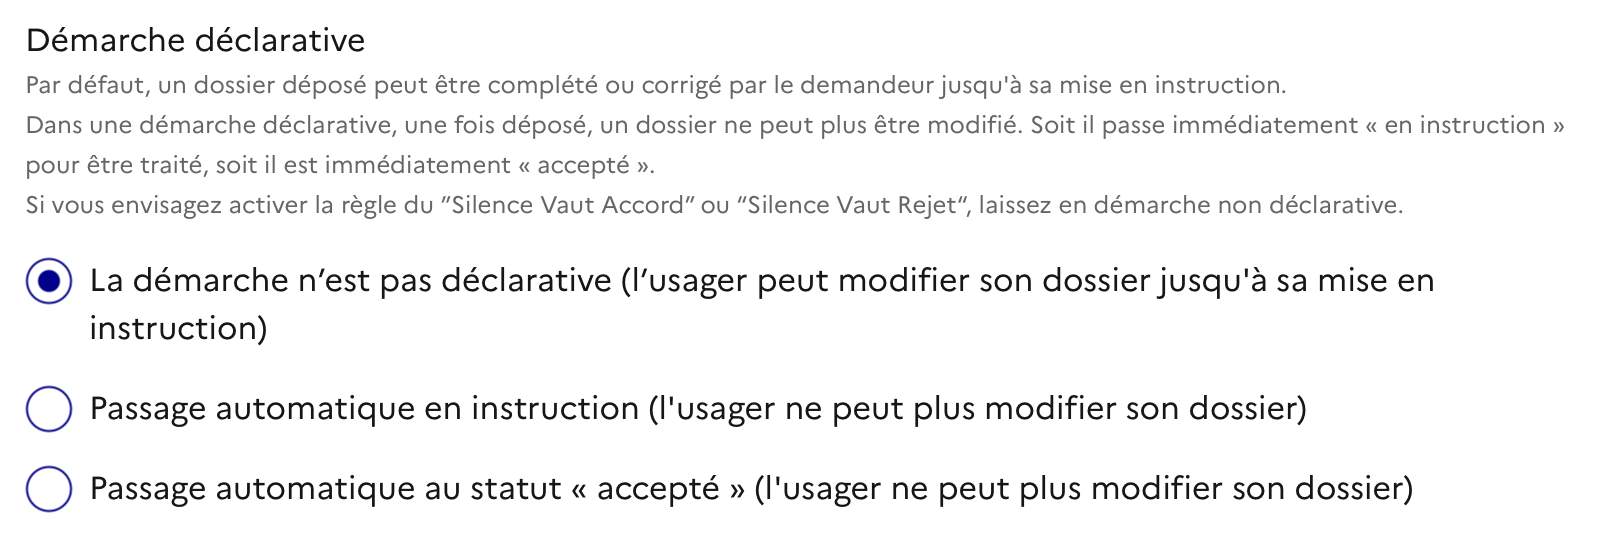 Démarche déclarative
Par défaut, un dossier déposé peut être complété ou corrigé par le demandeur jusqu'à sa mise en instruction.
Dans une démarche déclarative, une fois déposé, un dossier ne peut plus être modifié. Soit il passe immédiatement « en instruction »
pour être traité, soit il est immédiatement « accepté ».
Si vous envisagez activer la règle du “Silence Vaut Accord” ou “Silence Vaut Rejet“, laissez en démarche non déclarative.
La démarche n’est pas déclarative (l’usager peut modifier son dossier jusqu'à sa mise en
instruction)
Passage automatique en instruction (l'usager ne peut plus modifier son dossier)
Passage automatique au statut « accepté » (l'usager ne peut plus modifier son dossier)